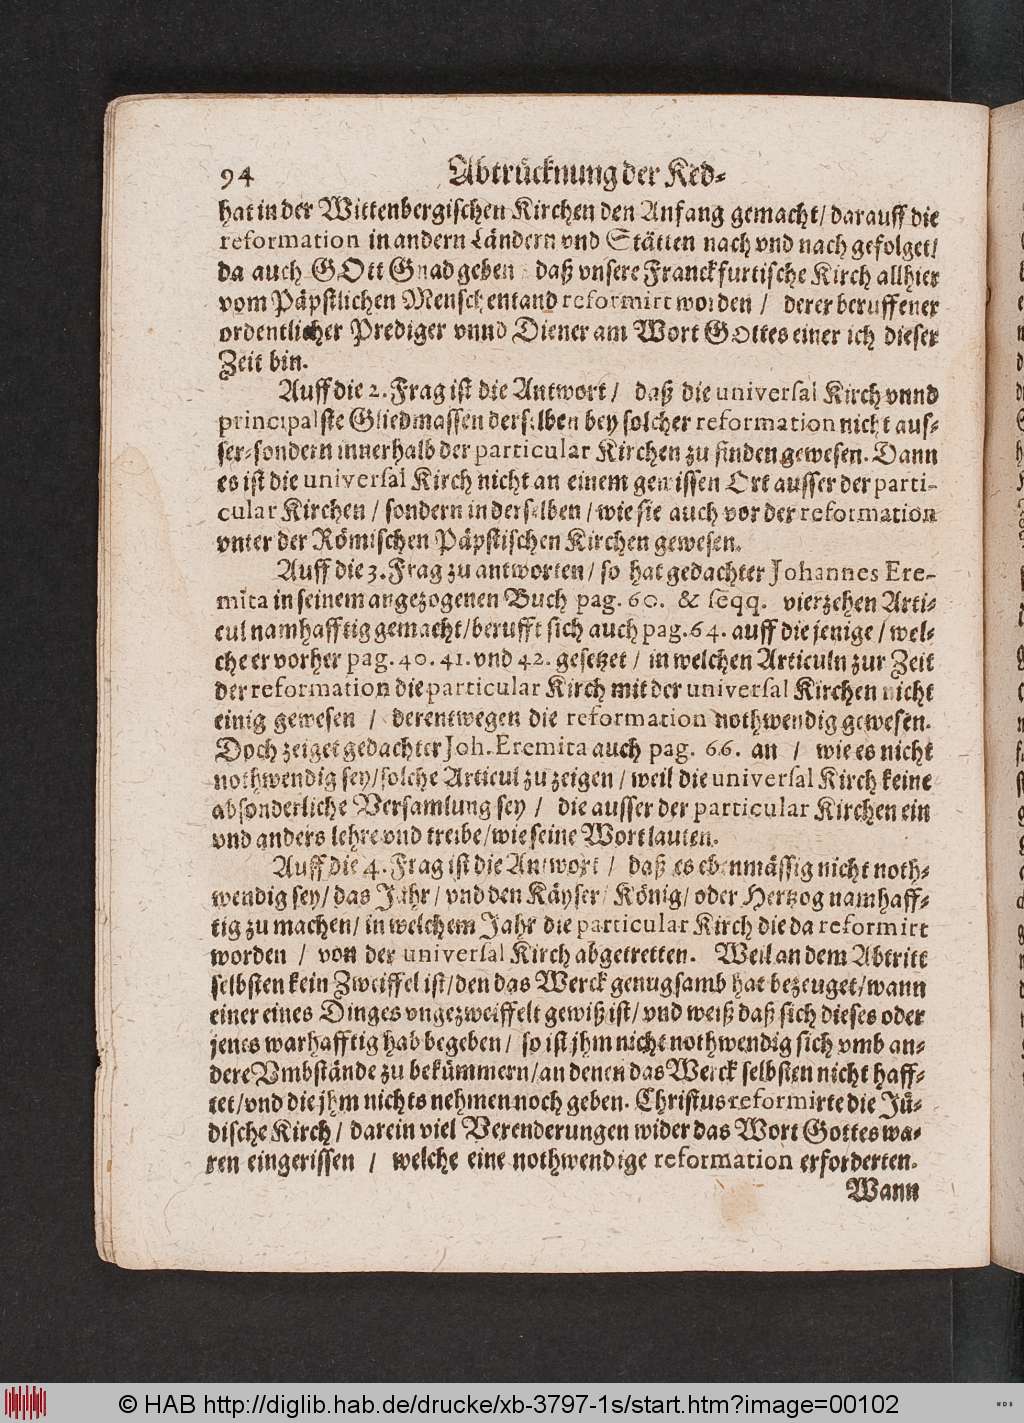 94 Abtrücknung der Ked-
hat in der Wittenbergischen Kirchen den Anfang gemacht/ darauff die
reformation in andern Ländern vnd Stätten nach vnd nach gefolget/
da auch GOtt Gnad geben daß vnsere Franckfurtische Kirch allhier
vom Päpstlichen Menschentand reformirt worden / derer beruffener
ordentlicher Prediger vnnd Diener am Wort GOttes einer ich dieser
Zeit bin.
Auff die 2. Frag ist die Antwort / daß die universal Kirch vnnd
principalste Gliedmassen derselben bey solcher reformation nicht aus-
ser-sondern innerhalb der particular Kirchen zu finden gewesen. Dann
es ist die universal Kirch nicht an einem gewissen Ort ausser der parti-
cular Kirchen / sondern in derselben / wie sie auch vor der reformation
vnter der Römischen Päpstischen Kirchen gewesen.
Auff die 3. Frag zu antworten / so hat gedachter Johannes Ere-
mita in seinem angezogenen Buch pag. 60. & seqq. vierzehen Arti-
cul namhafftig gemacht/ berufft sich auch pag. 64. auff die jenige / wel-
che er vorher pag. 40. 41. vnd 42. gesetzet / in welchen Articuln zur Zeit
der reformation die particular Kirch mit der universal Kirchen nicht
einig gewesen / derentwegen die reformation nothwendig gewesen.
Doch zeiget gedachter Joh. Eremita auch pag. 66. an / wie es nicht
nothwendig sey/ solche Articul zu zeigen / weil die universal Kirch keine
absonderliche Versamlung sey / die ausser der particular Kirchen ein
vnd anders lehre vnd treibe/ wie seine Wort lauten.
Auff die 4. Frag ist die Antwort / daß es ebenmässig nicht noth-
wendig sey/ das Jahr / vnd den Käyser/ König/ oder Hertzog namhaff-
tig zu machen/ in welchem Jahr die particular Kirch die da reformirt
worden / von der universal Kirch abgetretten. Weil an dem Abtritt
selbsten kein Zweiffel ist/ den das Werck genugsamb hat bezeuget/ wann
einer eines Dinges vngezweiffelt gewiß ist/ vnd weiß daß sich dieses oder
jenes warhafftig hab begeben / so ist jhm nicht nothwendig sich vmb an-
dere Vmbstände zu bekümmern/ an denen das Werck selbsten nicht haff-
tet/ vnd die jhm nichts nehmen noch geben. Christus reformirte die Jü-
dische Kirch / darein viel Verenderungen wider das Wort Gottes wa-
ren eingerissen / welche eine nothwendige reformation erforderten.
Wann
© HAB http://diglib.hab.de/drucke/xb-3797-1s/start.htm?image=00102